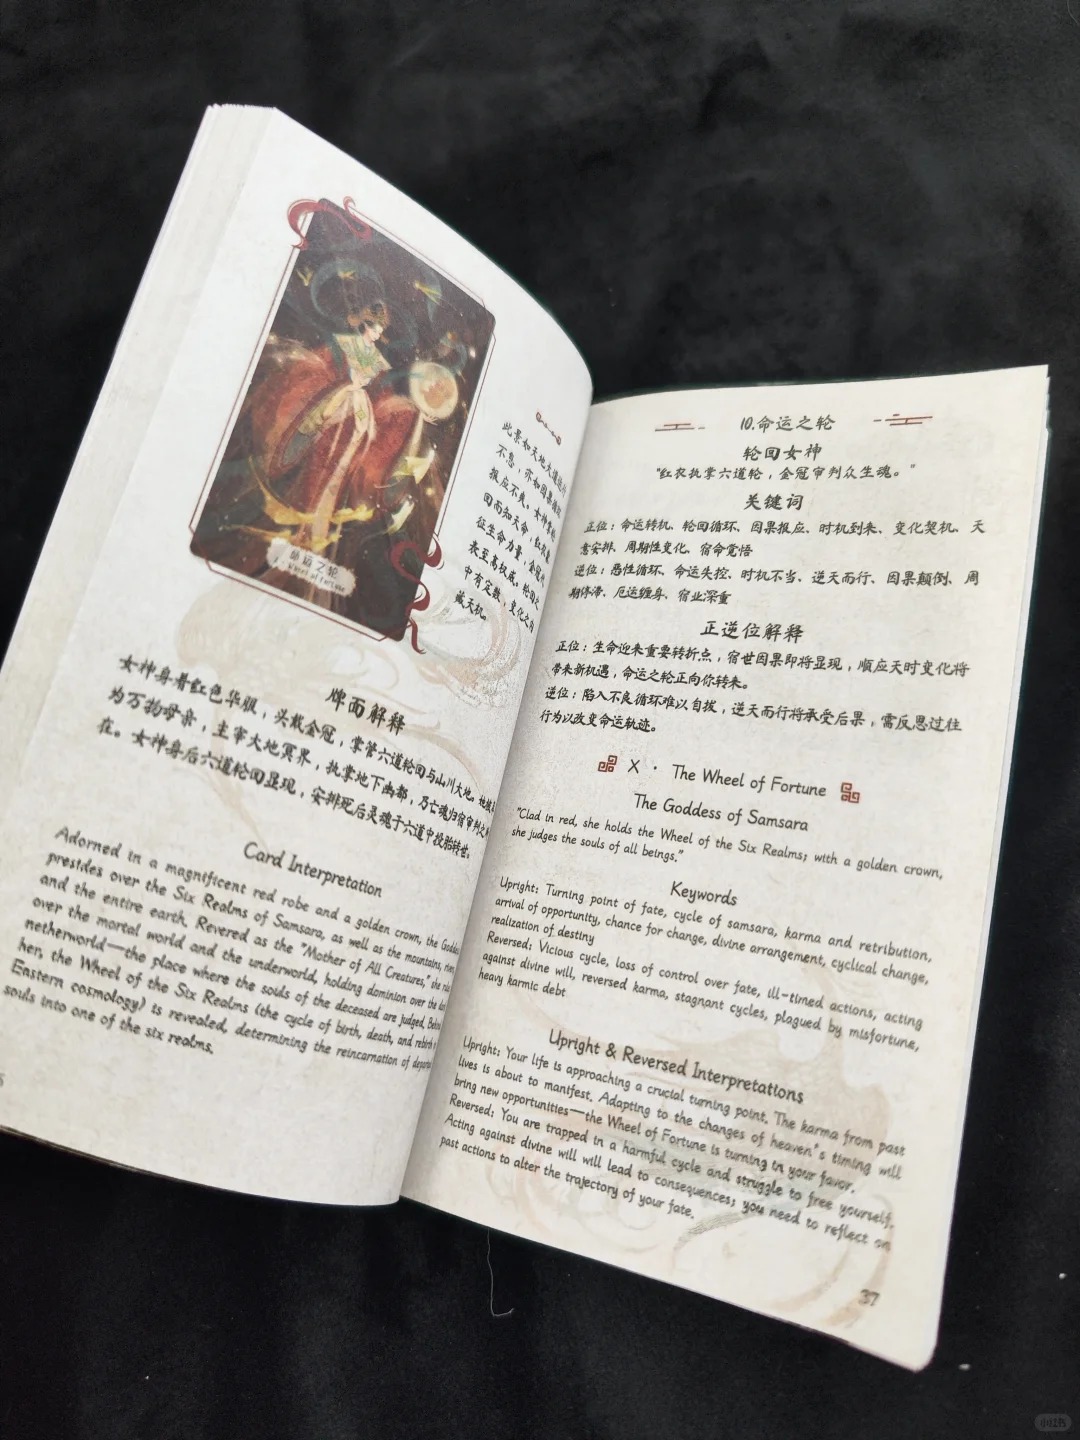 命运之轮
X · Wheel of Fortune
此景如天地大道运行
不息，亦如因果循环
报应不爽。女神掌轮
回而知天命，红衣象
征生命力量，金冠代
表至高权威。轮回之
中有定数，变化之内
藏天机。
牌面解释
女神身着红色华服，头戴金冠，掌管六道轮回与山川大地。她被
为万物母亲，主宰大地冥界，执掌地下幽都，乃亡魂归宿审判之
在。女神身后六道轮回显现，安排死后灵魂于六道中投胎转世。
Card Interpretation
Adorned in a magnificent red robe and a golden crown, the Goddess
presides over the Six Realms of Samsara, as well as the mountains, rivers
and the entire earth. Revered as the "Mother of All Creatures," she rules
over the mortal world and the underworld, holding dominion over the dark
netherworld—the place where the souls of the deceased are judged. Behind
her, the Wheel of the Six Realms (the cycle of birth, death, and rebirth in
Eastern cosmology) is revealed, determining the reincarnation of departed
souls into one of the six realms.
10.命运之轮
轮回女神
"红衣执掌六道轮，金冠审判众生魂。"
关键词
正位：命运转机、轮回循环、因果报应、时机到来、变化契机、天
意安排、周期性变化、宿命觉悟
逆位：恶性循环、命运失控、时机不当、逆天而行、因果颠倒、周
期停滞、厄运缠身、宿业深重
正逆位解释
正位：生命迎来重要转折点，宿世因果即将显现，顺应天时变化将
带来新机遇，命运之轮正向你转来。
逆位：陷入不良循环难以自拔，逆天而行将承受后果，需反思过往
行为以改变命运轨迹。
X · The Wheel of Fortune
The Goddess of Samsara
"Clad in red, she holds the Wheel of the Six Realms; with a golden crown,
she judges the souls of all beings."
Keywords
Upright: Turning point of fate, cycle of samsara, karma and retribution,
arrival of opportunity, chance for change, divine arrangement, cyclical change,
realization of destiny
Reversed: Vicious cycle, loss of control over fate, ill-timed actions, acting
against divine will, reversed karma, stagnant cycles, plagued by misfortune,
heavy karmic debt
Upright & Reversed Interpretations
Upright: Your life is approaching a crucial turning point. The karma from past
lives is about to manifest. Adapting to the changes of heaven's timing will
bring new opportunities—the Wheel of Fortune is turning in your favor.
Reversed: You are trapped in a harmful cycle and struggle to free yourself.
Acting against divine will will lead to consequences; you need to reflect on
past actions to alter the trajectory of your fate.
37
小红书